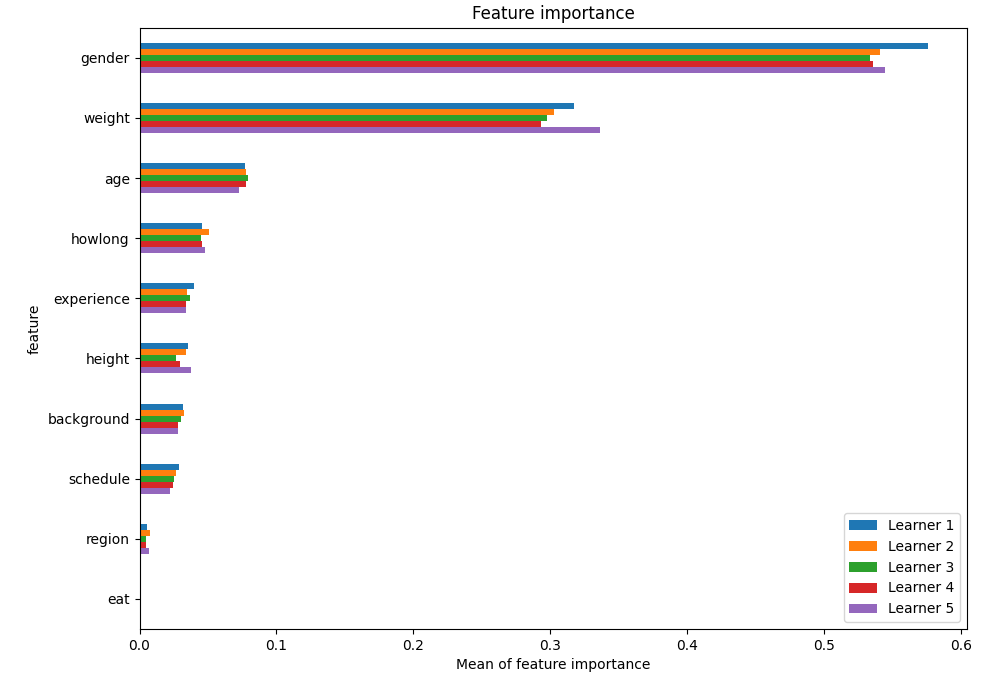 Feature importance
gender
weight
age
howlong
experience
height
background
schedule
region
eat
feature
0.0 0.1 0.2 0.3 0.4 0.5 0.6
Mean of feature importance
Learner 1
Learner 2
Learner 3
Learner 4
Learner 5